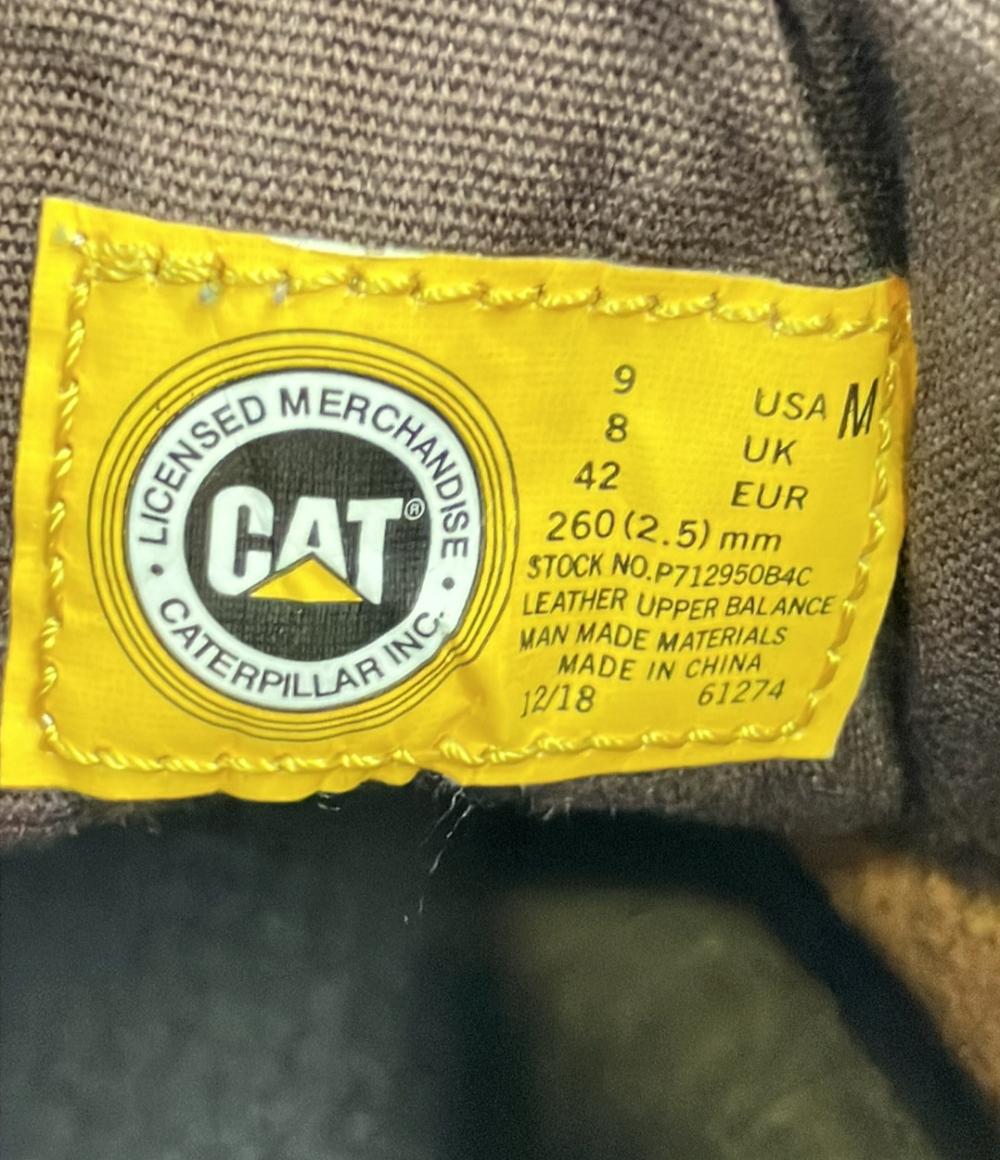 LICENSED MERCHANDISE
CAT®
• CATERPILLAR INC. •
9 USA M
8 UK
42 EUR
260 (2.5) mm
STOCK NO.P712950B4C
LEATHER UPPER BALANCE
MAN MADE MATERIALS
MADE IN CHINA
12/18 61274